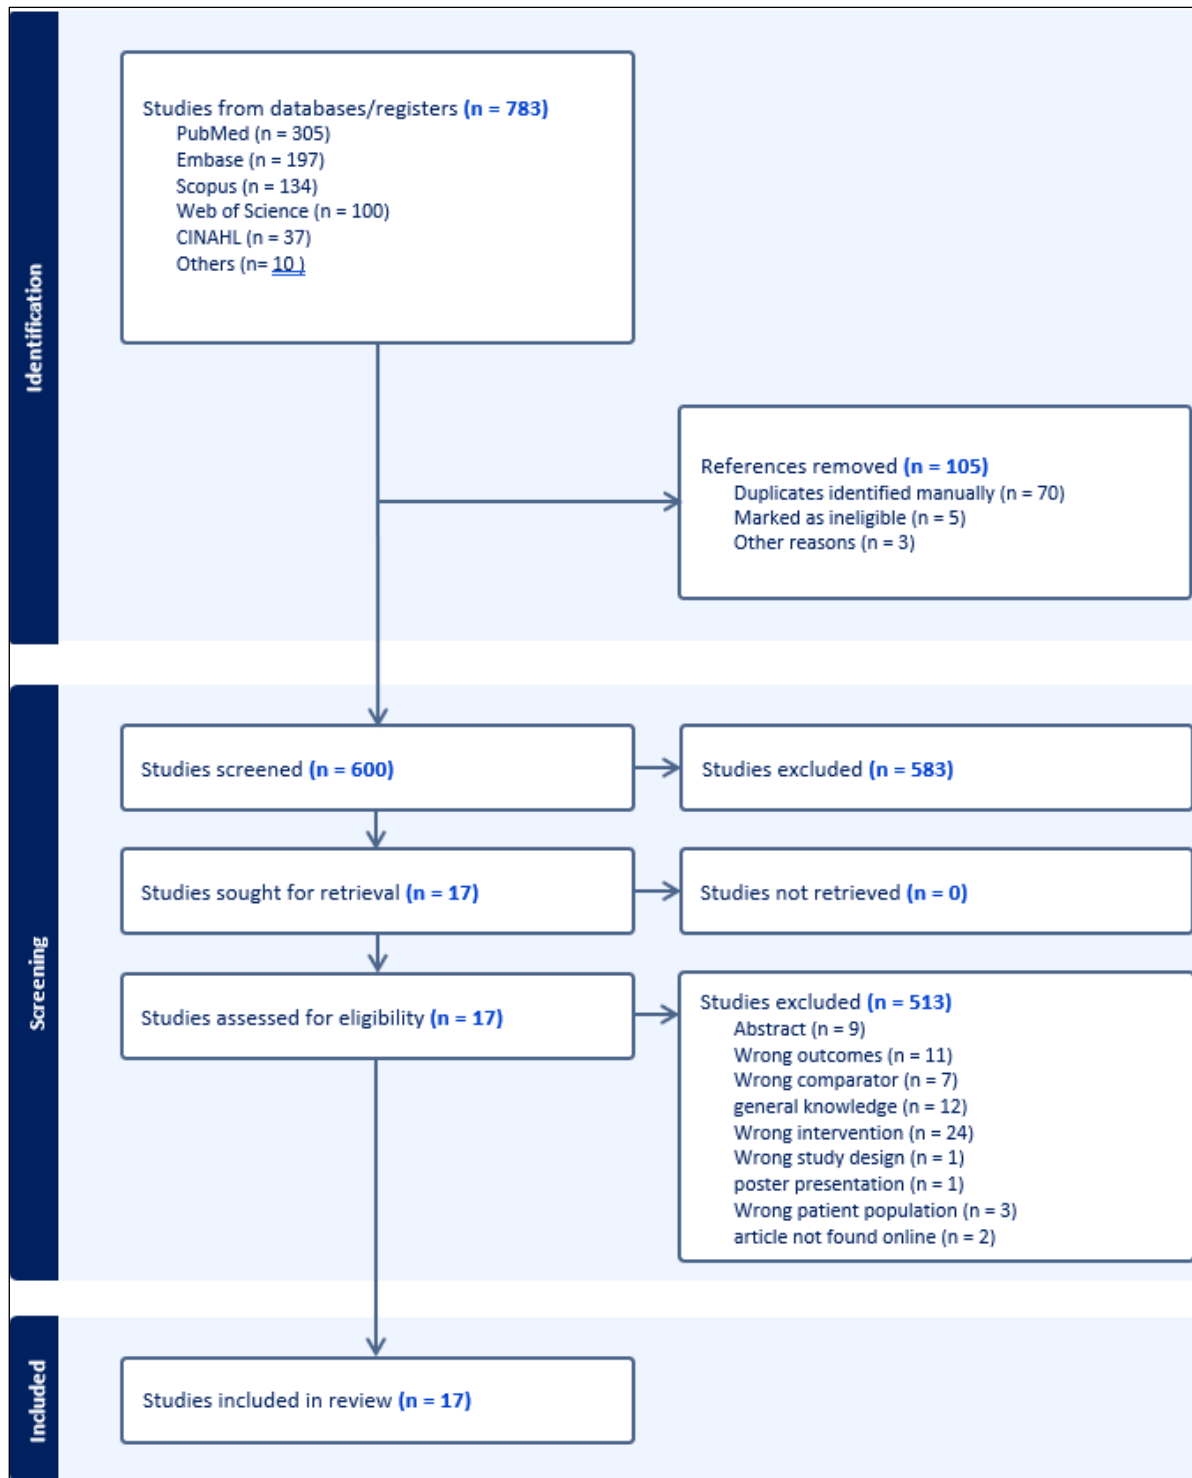 Identification
Studies from databases/registers (n = 783)
PubMed (n = 305)
Embase (n = 197)
Scopus (n = 134)
Web of Science (n = 100)
CINAHL (n = 37)
Others (n= 10 )
References removed (n = 105)
Duplicates identified manually (n = 70)
Marked as ineligible (n = 5)
Other reasons (n = 3)
Screening
Studies screened (n = 600)
Studies excluded (n = 583)
Studies sought for retrieval (n = 17)
Studies not retrieved (n = 0)
Studies assessed for eligibility (n = 17)
Studies excluded (n = 513)
Abstract (n = 9)
Wrong outcomes (n = 11)
Wrong comparator (n = 7)
general knowledge (n = 12)
Wrong intervention (n = 24)
Wrong study design (n = 1)
poster presentation (n = 1)
Wrong patient population (n = 3)
article not found online (n = 2)
Included
Studies included in review (n = 17)